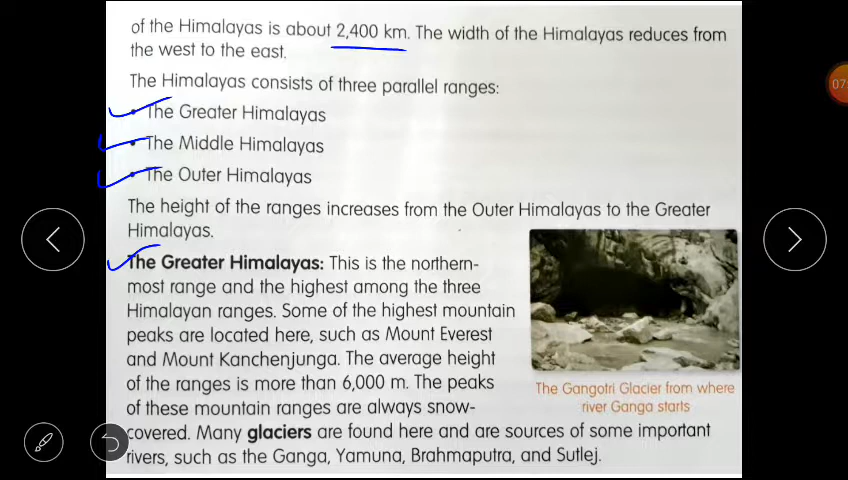 of the Himalayas is about 2,400 km. The width of the Himalayas reduces from
the west to the east.
The Himalayas consists of three parallel ranges:
• The Greater Himalayas
• The Middle Himalayas
• The Outer Himalayas
The height of the ranges increases from the Outer Himalayas to the Greater
Himalayas.
The Greater Himalayas: This is the northern-
most range and the highest among the three
Himalayan ranges. Some of the highest mountain
peaks are located here, such as Mount Everest
and Mount Kanchenjunga. The average height
of the ranges is more than 6,000 m. The peaks
of these mountain ranges are always snow-
covered. Many glaciers are found here and are sources of some important
rivers, such as the Ganga, Yamuna, Brahmaputra, and Sutlej.
The Gangotri Glacier from where
river Ganga starts
07: